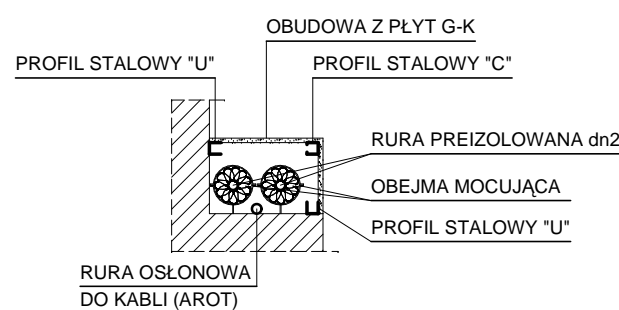 OBUDOWA Z PŁYT G-K
PROFIL STALOWY "U"
PROFIL STALOWY "C"
RURA PREIZOLOWANA dn2
OBEJMA MOCUJĄCA
PROFIL STALOWY "U"
RURA OSŁONOWA
DO KABLI (AROT)